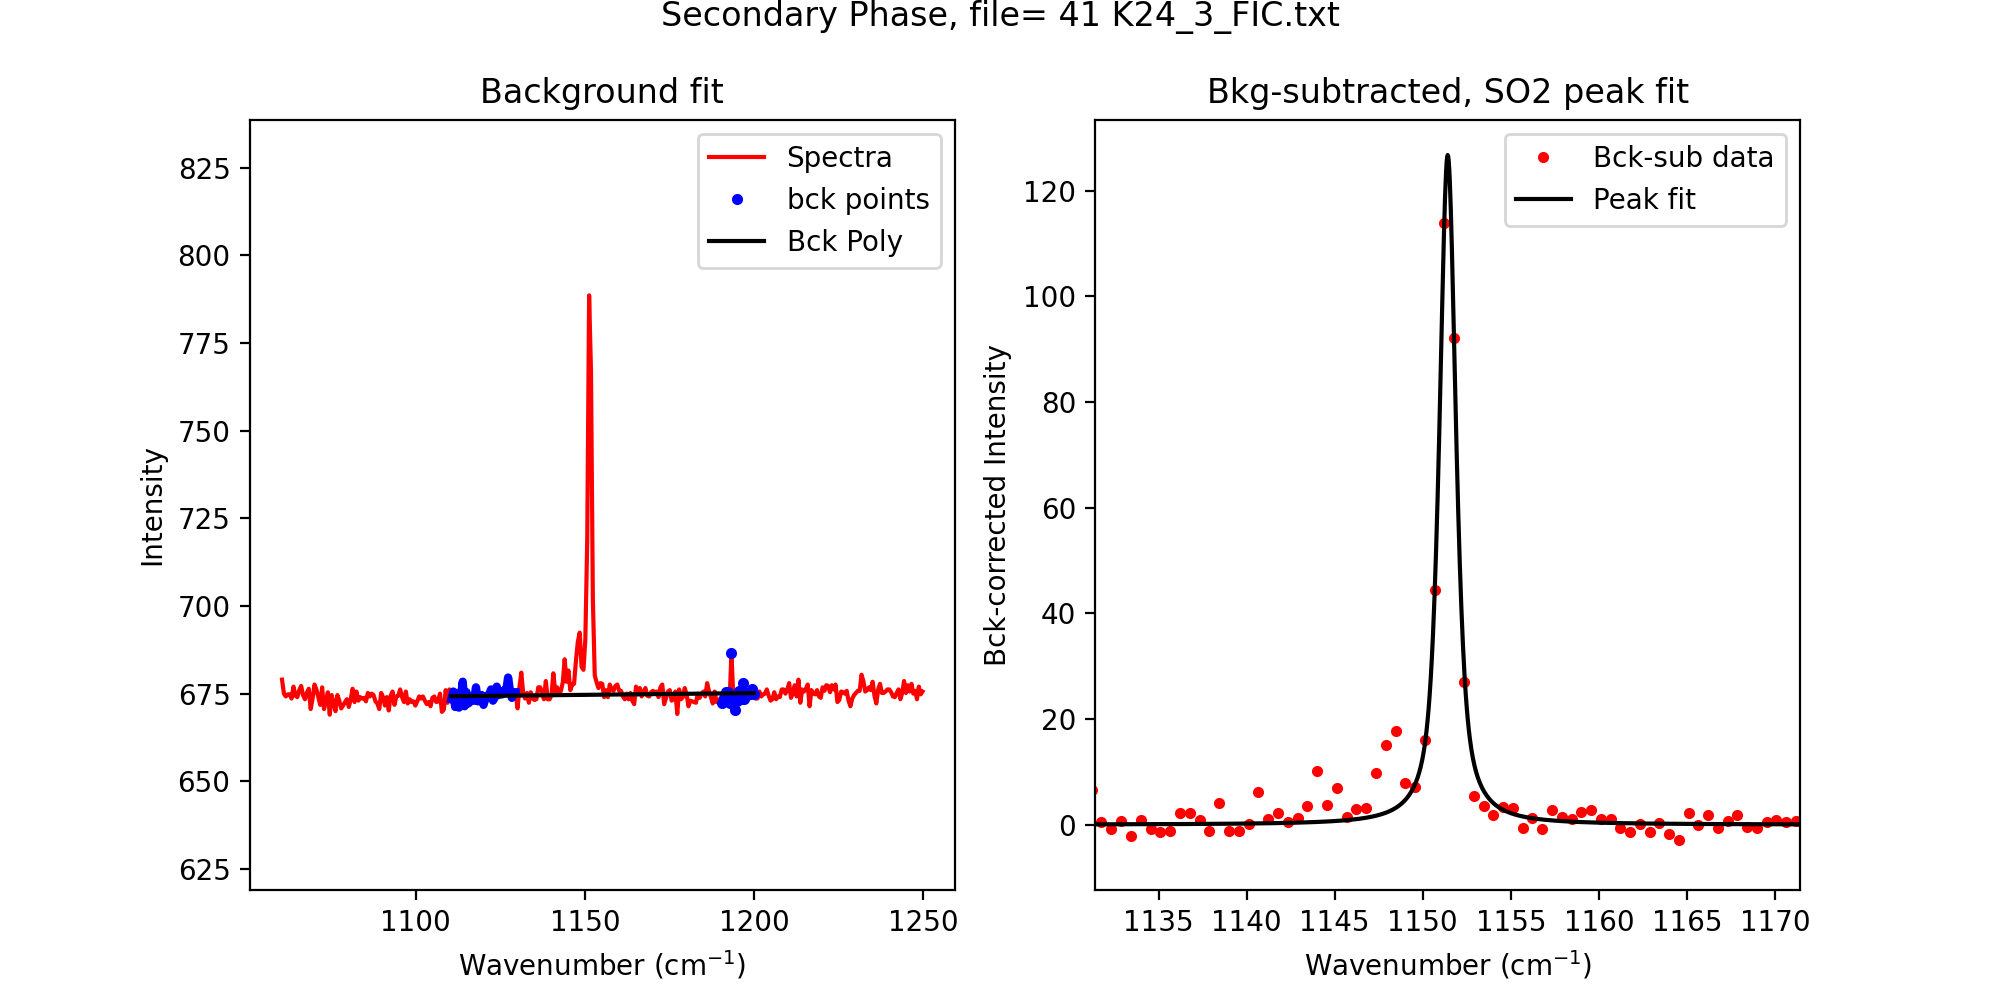 Secondary Phase, file= 41 K24_3_FIC.txt
Background fit
Spectra
bck points
Bck Poly
825
800
775
750
725
700
675
650
625
Intensity
1100 1150 1200 1250
Wavenumber (cm⁻¹)
Bkg-subtracted, SO2 peak fit
Bck-sub data
Peak fit
120
100
80
60
40
20
0
Bck-corrected Intensity
1135 1140 1145 1150 1155 1160 1165 1170
Wavenumber (cm⁻¹)